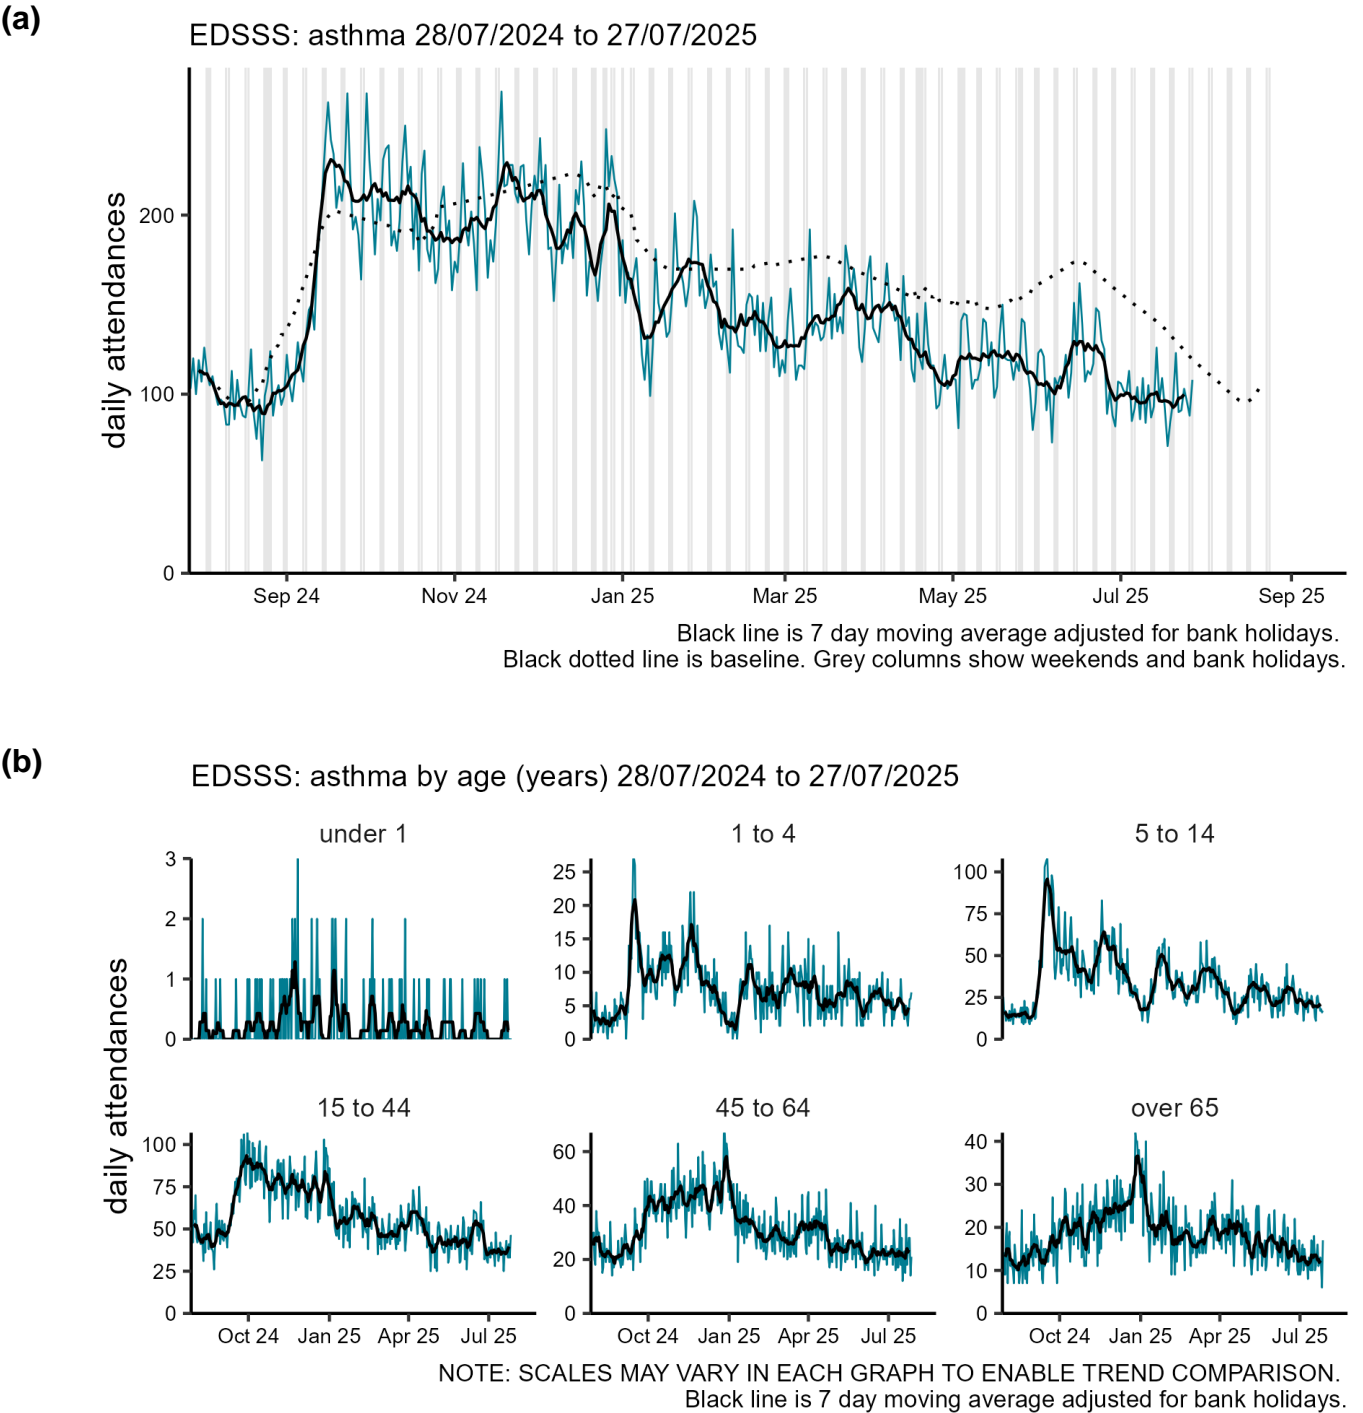 (a)
EDSSS: asthma 28/07/2024 to 27/07/2025
daily attendances
200
100
0
Sep 24 Nov 24 Jan 25 Mar 25 May 25 Jul 25 Sep 25
Black line is 7 day moving average adjusted for bank holidays.
Black dotted line is baseline. Grey columns show weekends and bank holidays.
(b)
EDSSS: asthma by age (years) 28/07/2024 to 27/07/2025
daily attendances
under 1
3
2
1
0
1 to 4
25
20
15
10
5
0
5 to 14
100
75
50
25
0
15 to 44
100
75
50
25
0
Oct 24 Jan 25 Apr 25 Jul 25
45 to 64
60
40
20
0
Oct 24 Jan 25 Apr 25 Jul 25
over 65
40
30
20
10
0
Oct 24 Jan 25 Apr 25 Jul 25
NOTE: SCALES MAY VARY IN EACH GRAPH TO ENABLE TREND COMPARISON.
Black line is 7 day moving average adjusted for bank holidays.